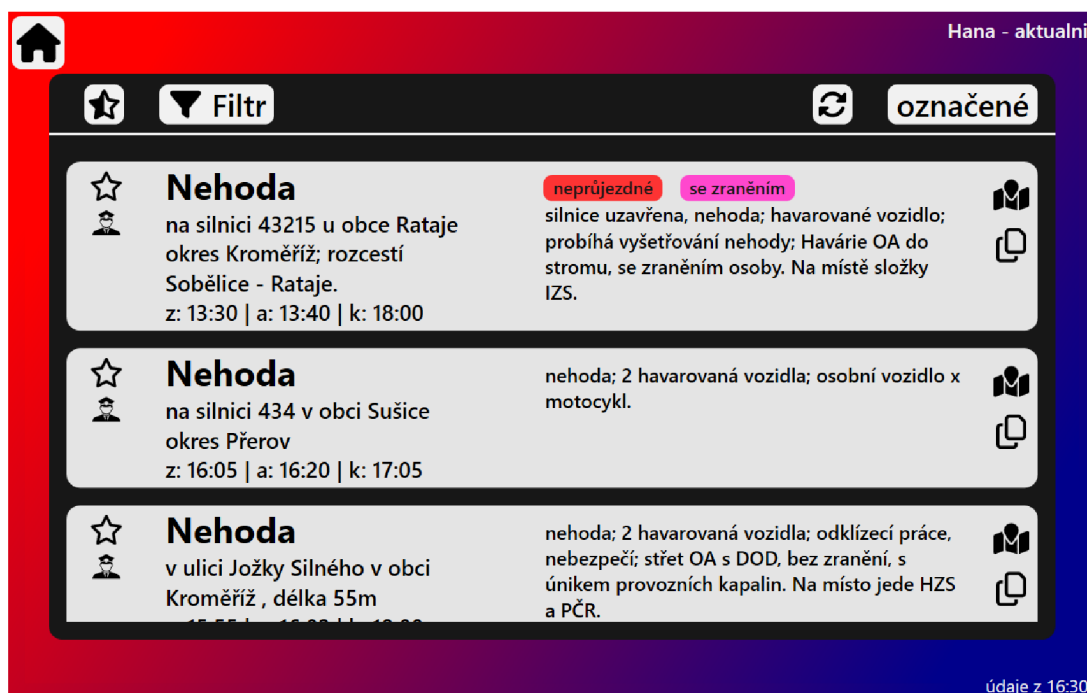 Hana - aktualni
Filtr
označené
Nehoda
na silnici 43215 u obce Rataje
okres Kroměříž; rozcestí
Sobělice - Rataje.
z: 13:30 | a: 13:40 | k: 18:00
neprůjezdné se zraněním
silnice uzavřena, nehoda; havarované vozidlo;
probíhá vyšetřování nehody; Havárie OA do
stromu, se zraněním osoby. Na místě složky
IZS.
Nehoda
na silnici 434 v obci Sušice
okres Přerov
z: 16:05 | a: 16:20 | k: 17:05
nehoda; 2 havarovaná vozidla; osobní vozidlo x
motocykl.
Nehoda
v ulici Jožky Silného v obci
Kroměříž , délka 55m
nehoda; 2 havarovaná vozidla; odklízecí práce,
nebezpečí; střet OA s DOD, bez zranění, s
únikem provozních kapalin. Na místo jede HZS
a PČR.
údaje z 16:30